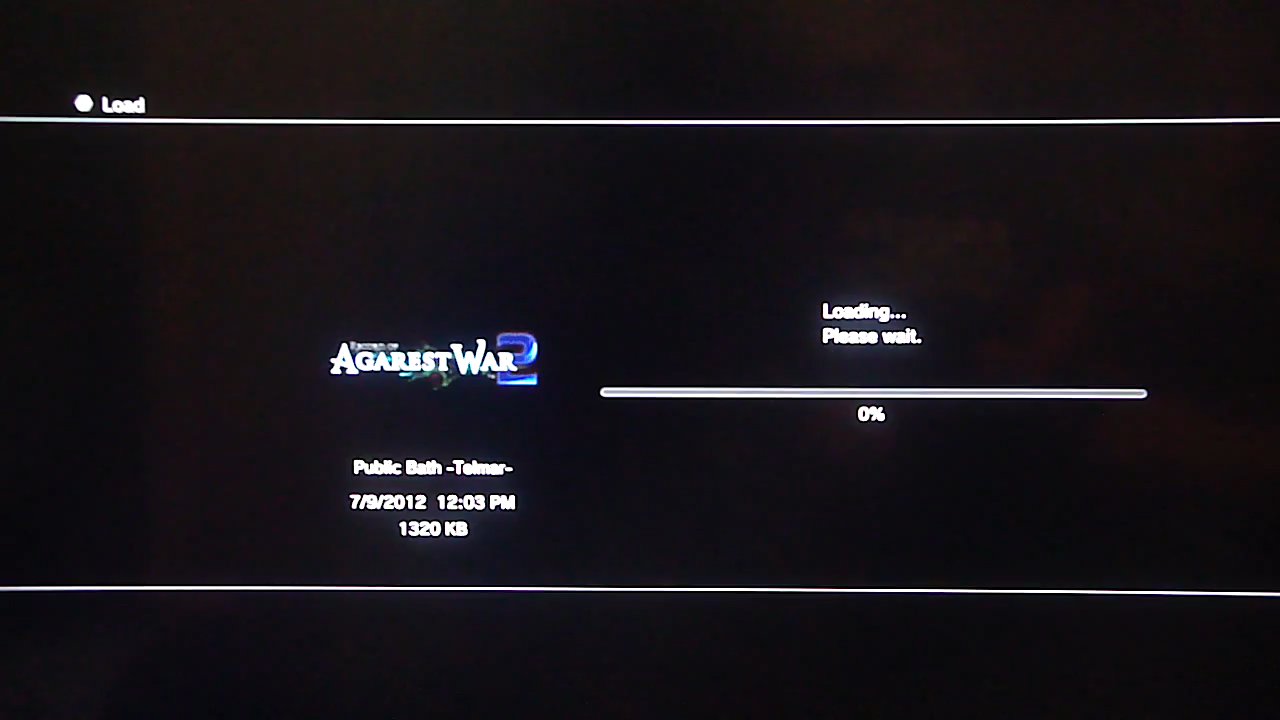 Load
Loading...
Please wait.
AGAREST WAR 2
0%
Public Bath -Telmar-
7/9/2012 12:03 PM
1320 KB